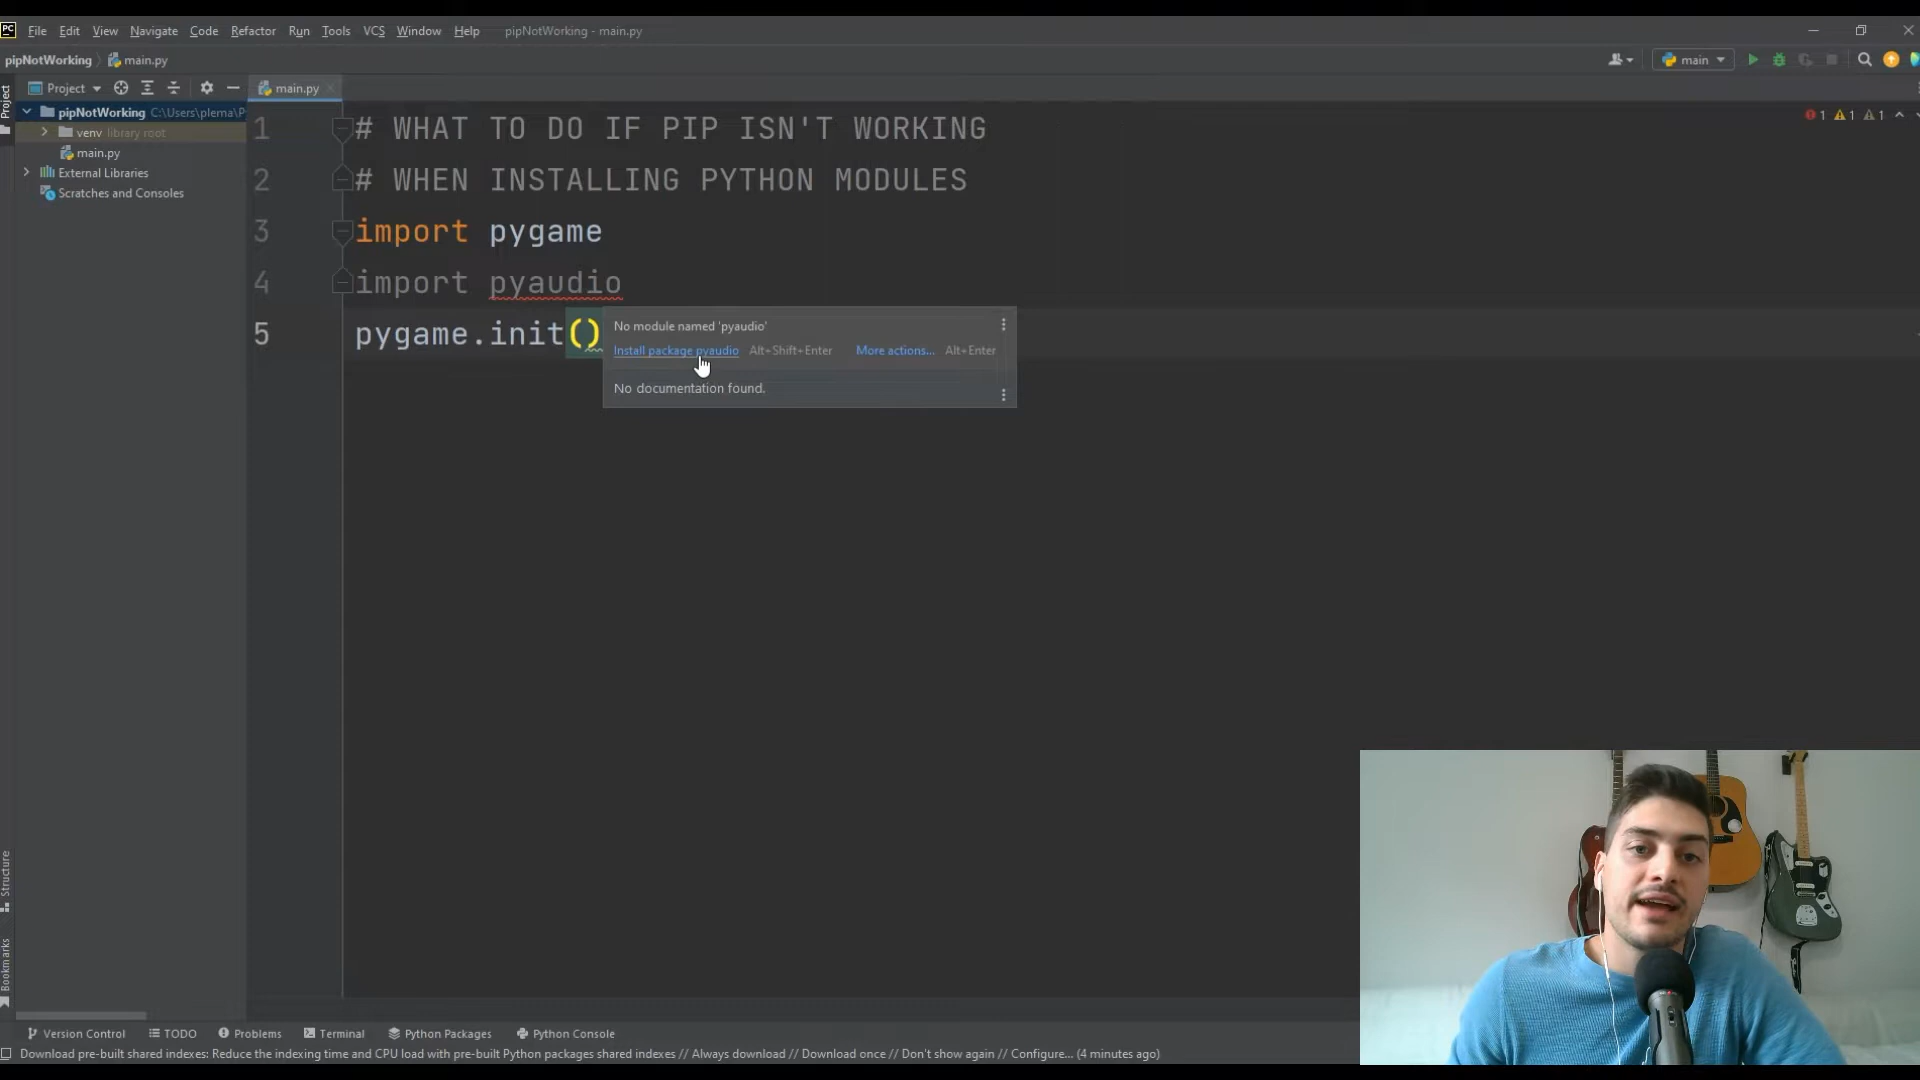 PC File Edit View Navigate Code Refactor Run Tools VCS Window Help pipNotWorking - main.py
pipNotWorking main.py main
Project main.py
Project
pipNotWorking C:\Users\plema\P
venv library root
main.py
External Libraries
Scratches and Consoles
1 # WHAT TO DO IF PIP ISN'T WORKING
1 1 1
2 # WHEN INSTALLING PYTHON MODULES
3 import pygame
4 import pyaudio
5 pygame.init()
No module named 'pyaudio'
Install package pyaudio Alt+Shift+Enter More actions... Alt+Enter
No documentation found.
Structure
Bookmarks
Version Control TODO Problems Terminal Python Packages Python Console
Download pre-built shared indexes: Reduce the indexing time and CPU load with pre-built Python packages shared indexes // Always download // Download once // Don't show again // Configure... (4 minutes ago)